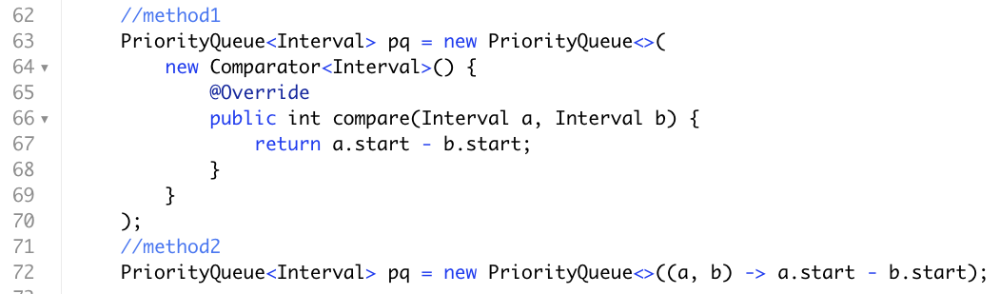 62 //method1
63 PriorityQueue<Interval> pq = new PriorityQueue<>(
64 ▼ new Comparator<Interval>() {
65 @Override
66 ▼ public int compare(Interval a, Interval b) {
67 return a.start - b.start;
68 }
69 }
70 );
71 //method2
72 PriorityQueue<Interval> pq = new PriorityQueue<>((a, b) -> a.start - b.start);